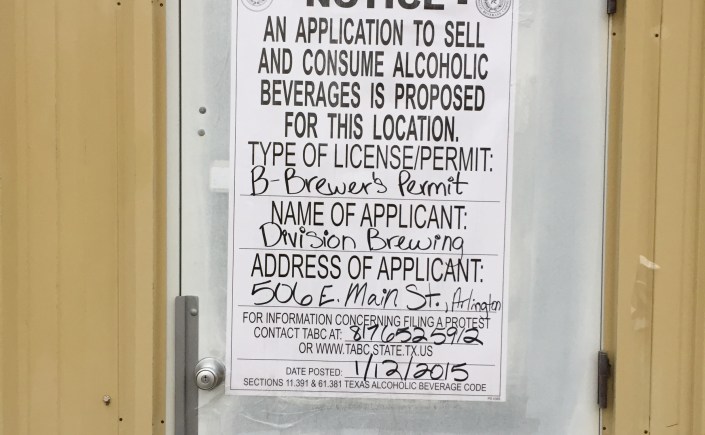 NOTICE -
AN APPLICATION TO SELL
AND CONSUME ALCOHOLIC
BEVERAGES IS PROPOSED
FOR THIS LOCATION.
TYPE OF LICENSE/PERMIT:
B-Brewer's Permit
NAME OF APPLICANT:
Division Brewing
ADDRESS OF APPLICANT:
506 E. Main St., Arlington
FOR INFORMATION CONCERNING FILING A PROTEST
CONTACT TABC AT: 8176525912
OR WWW.TABC.STATE.TX.US
DATE POSTED: 1/12/2015
SECTIONS 11.391 & 61.381 TEXAS ALCOHOLIC BEVERAGE CODE